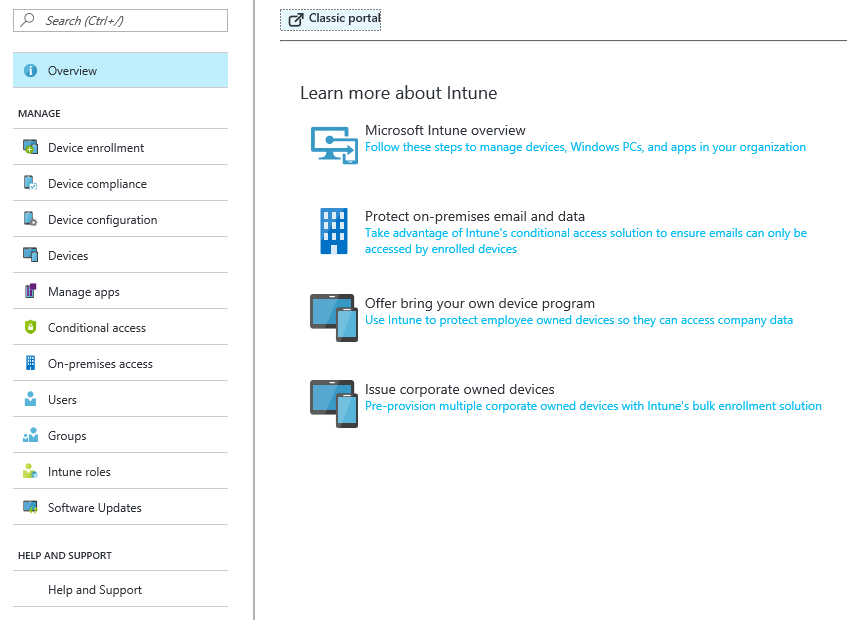 Search (Ctrl+/)
Overview
MANAGE
Device enrollment
Device compliance
Device configuration
Devices
Manage apps
Conditional access
On-premises access
Users
Groups
Intune roles
Software Updates
HELP AND SUPPORT
Help and Support
Classic portal
Learn more about Intune
Microsoft Intune overview
Follow these steps to manage devices, Windows PCs, and apps in your organization
Protect on-premises email and data
Take advantage of Intune's conditional access solution to ensure emails can only be
accessed by enrolled devices
Offer bring your own device program
Use Intune to protect employee owned devices so they can access company data
Issue corporate owned devices
Pre-provision multiple corporate owned devices with Intune's bulk enrollment solution